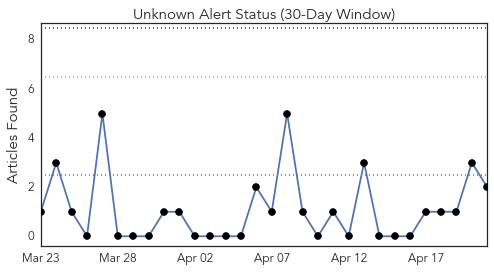 Unknown Alert Status (30-Day Window)
8
6
4
2
0
Articles Found
Mar 23 Mar 28 Apr 02 Apr 07 Apr 12 Apr 17